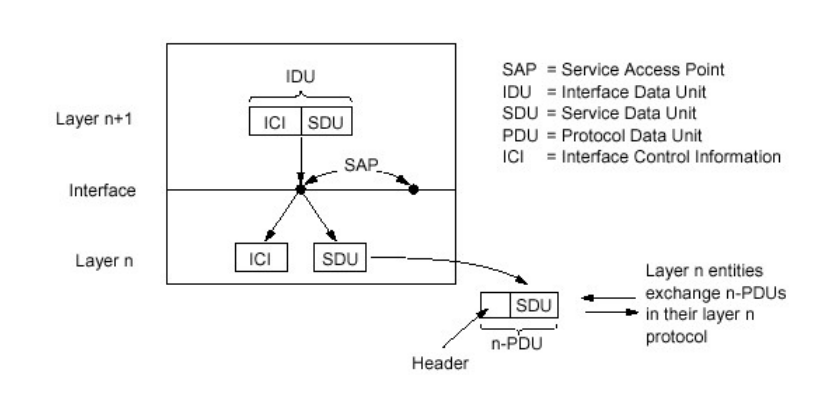 IDU
SAP = Service Access Point
IDU = Interface Data Unit
SDU = Service Data Unit
PDU = Protocol Data Unit
ICI = Interface Control Information
Layer n+1
ICI SDU
SAP
Interface
Layer n
ICI SDU
Layer n entities
exchange n-PDUs
in their layer n
protocol
SDU
n-PDU
Header